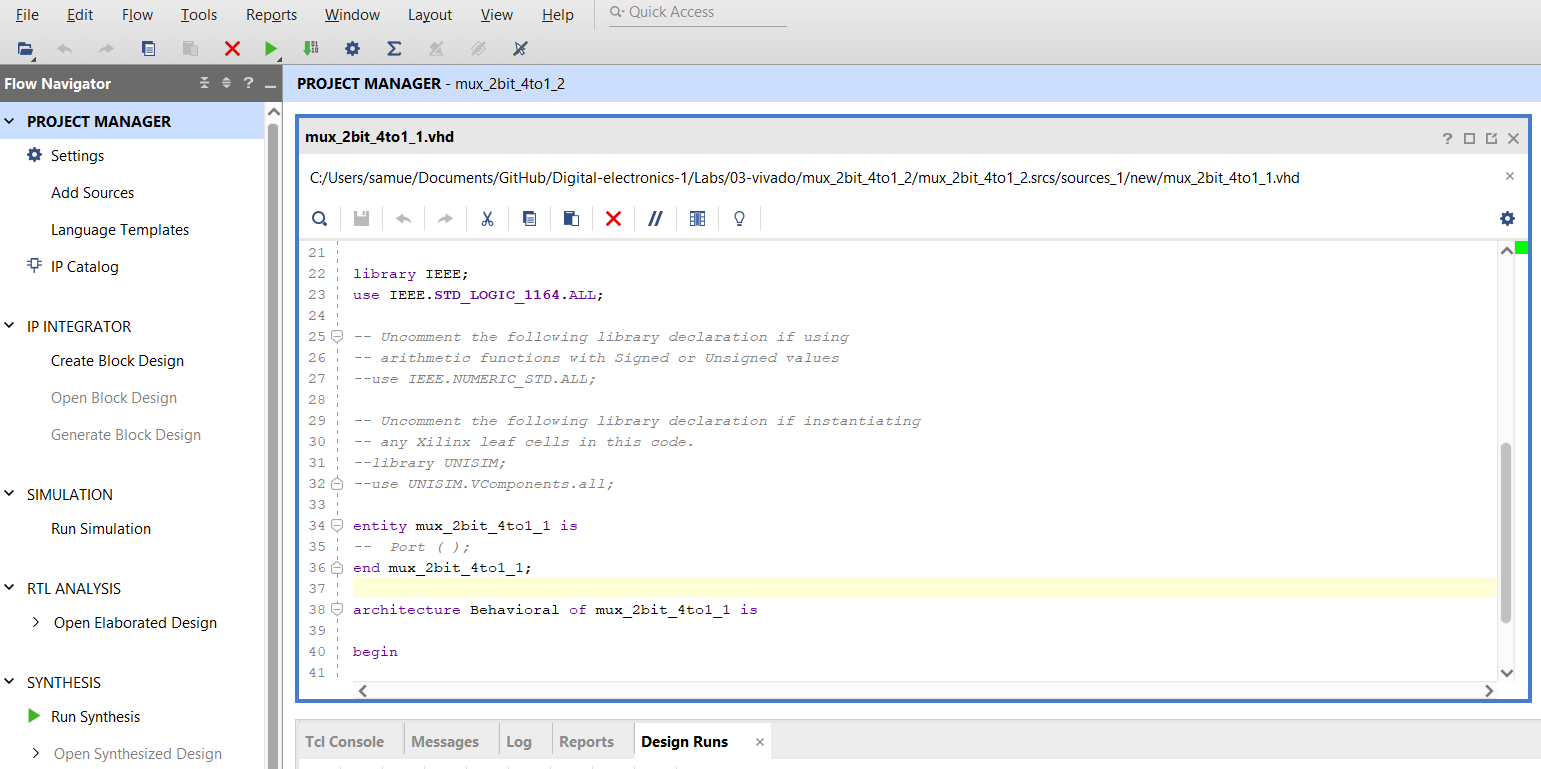 File Edit Flow Tools Reports Window Layout View Help Quick Access
Flow Navigator
PROJECT MANAGER - mux_2bit_4to1_2
PROJECT MANAGER
Settings
Add Sources
Language Templates
IP Catalog
IP INTEGRATOR
Create Block Design
Open Block Design
Generate Block Design
SIMULATION
Run Simulation
RTL ANALYSIS
Open Elaborated Design
SYNTHESIS
Run Synthesis
Open Synthesized Design
mux_2bit_4to1_1.vhd
C:/Users/samue/Documents/GitHub/Digital-electronics-1/Labs/03-vivado/mux_2bit_4to1_2/mux_2bit_4to1_2.srcs/sources_1/new/mux_2bit_4to1_1.vhd
21
22 library IEEE;
23 use IEEE.STD_LOGIC_1164.ALL;
24
25 -- Uncomment the following library declaration if using
26 -- arithmetic functions with Signed or Unsigned values
27 --use IEEE.NUMERIC_STD.ALL;
28
29 -- Uncomment the following library declaration if instantiating
30 -- any Xilinx leaf cells in this code.
31 --library UNISIM;
32 --use UNISIM.VComponents.all;
33
34 entity mux_2bit_4to1_1 is
35 --  Port ( );
36 end mux_2bit_4to1_1;
37
38 architecture Behavioral of mux_2bit_4to1_1 is
39
40 begin
41
Tcl Console Messages Log Reports Design Runs